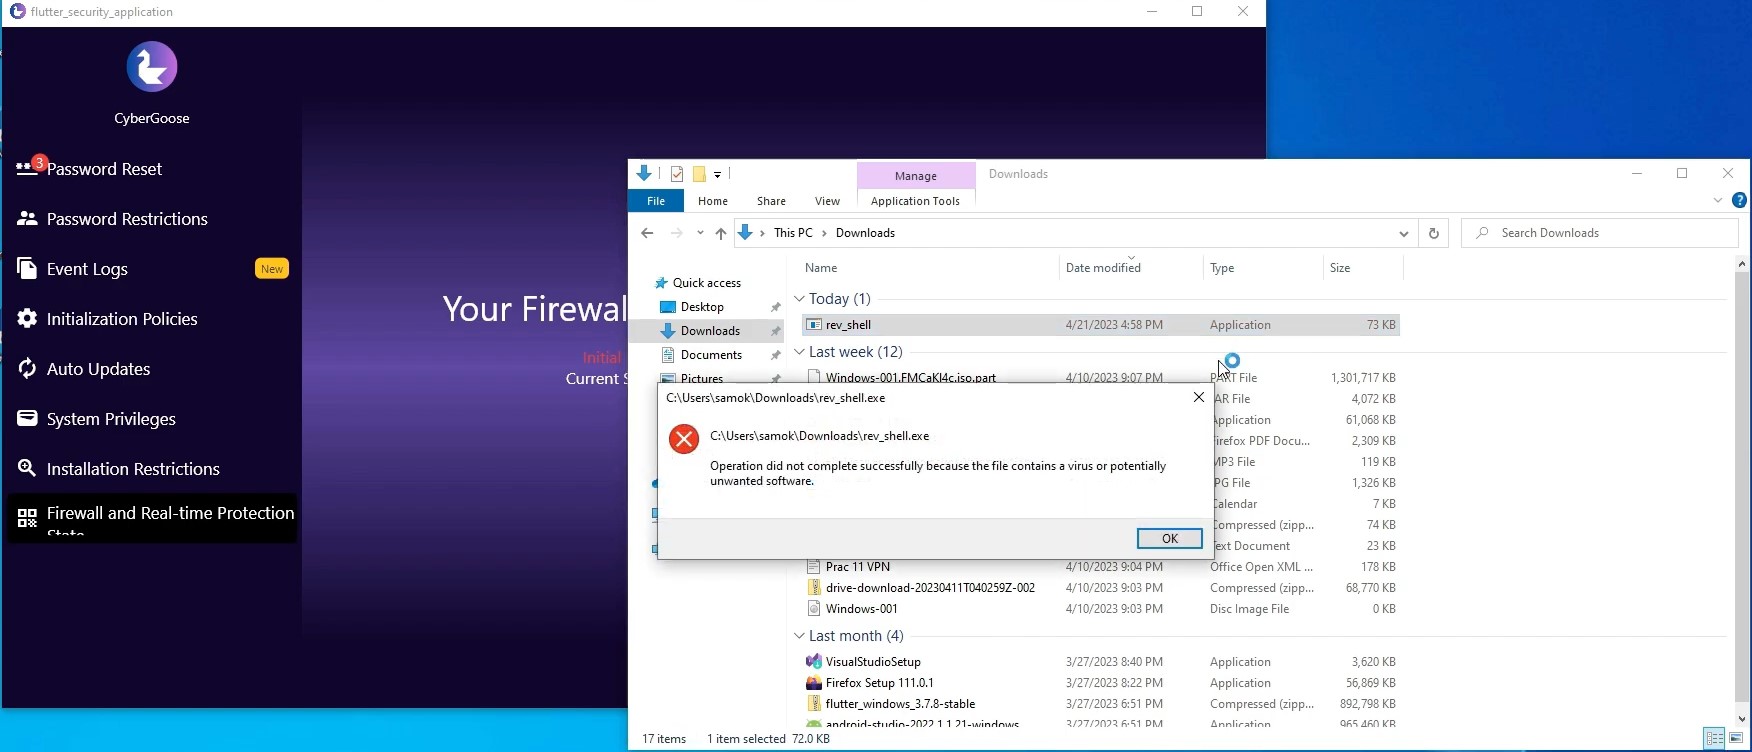 flutter_security_application
CyberGoose
3
Password Reset
Password Restrictions
Event Logs
New
Initialization Policies
Auto Updates
System Privileges
Installation Restrictions
Firewall and Real-time Protection
State
Your Firewal
Initial
Current S
Manage
Downloads
File
Home
Share
View
Application Tools
This PC
Downloads
Search Downloads
Quick access
Desktop
Downloads
Documents
Pictures
Name Date modified Type Size
Today (1)
rev_shell 4/21/2023 4:58 PM Application 73 KB
Last week (12)
Windows-001.FMCaKI4c.iso.part 4/10/2023 9:07 PM PART File 1,301,717 KB
AR File 4,072 KB
pplication 61,068 KB
irefox PDF Docu... 2,309 KB
MP3 File 119 KB
PG File 1,326 KB
alendar 7 KB
ompressed (zipp... 74 KB
ext Document 23 KB
C:\Users\samok\Downloads\rev_shell.exe
C:\Users\samok\Downloads\rev_shell.exe
Operation did not complete successfully because the file contains a virus or potentially
unwanted software.
OK
Prac 11 VPN 4/10/2023 9:04 PM Office Open XML ... 178 KB
drive-download-20230411T040259Z-002 4/10/2023 9:03 PM Compressed (zipp... 68,770 KB
Windows-001 4/10/2023 9:03 PM Disc Image File 0 KB
Last month (4)
VisualStudioSetup 3/27/2023 8:40 PM Application 3,620 KB
Firefox Setup 111.0.1 3/27/2023 8:22 PM Application 56,869 KB
flutter_windows_3.7.8-stable 3/27/2023 6:51 PM Compressed (zipp... 892,798 KB
android-studio-2022.1.1.21-windows 3/27/2023 6:51 PM Application 965,460 KB
17 items 1 item selected 72.0 KB